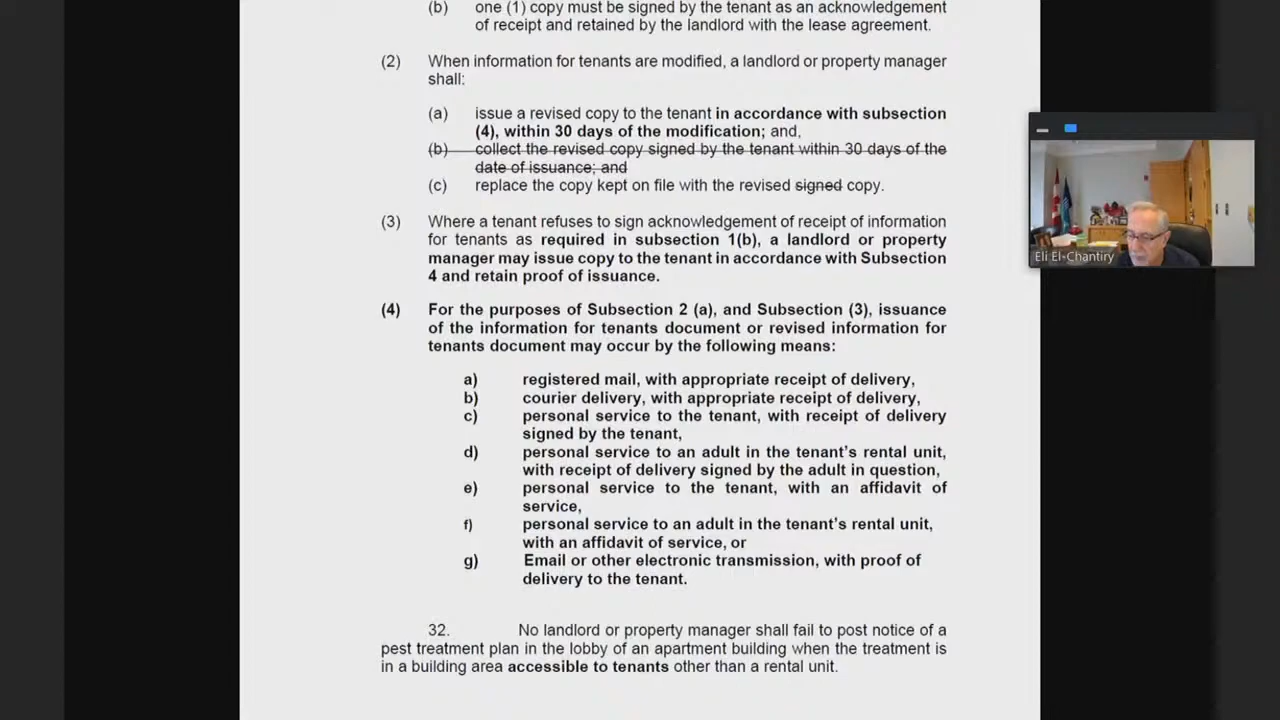 (b) one (1) copy must be signed by the tenant as an acknowledgement
of receipt and retained by the landlord with the lease agreement.
(2) When information for tenants are modified, a landlord or property manager
shall:
(a) issue a revised copy to the tenant in accordance with subsection
(4), within 30 days of the modification; and,
(b) collect the revised copy signed by the tenant within 30 days of the
date of issuance; and
(c) replace the copy kept on file with the revised signed copy.
(3) Where a tenant refuses to sign acknowledgement of receipt of information
for tenants as required in subsection 1(b), a landlord or property
manager may issue copy to the tenant in accordance with Subsection
4 and retain proof of issuance.
(4) For the purposes of Subsection 2 (a), and Subsection (3), issuance
of the information for tenants document or revised information for
tenants document may occur by the following means:
a) registered mail, with appropriate receipt of delivery,
b) courier delivery, with appropriate receipt of delivery,
c) personal service to the tenant, with receipt of delivery
signed by the tenant,
d) personal service to an adult in the tenant's rental unit,
with receipt of delivery signed by the adult in question,
e) personal service to the tenant, with an affidavit of
service,
f) personal service to an adult in the tenant's rental unit,
with an affidavit of service, or
g) Email or other electronic transmission, with proof of
delivery to the tenant.
32. No landlord or property manager shall fail to post notice of a
pest treatment plan in the lobby of an apartment building when the treatment is
in a building area accessible to tenants other than a rental unit.
Eli El-Chantiry